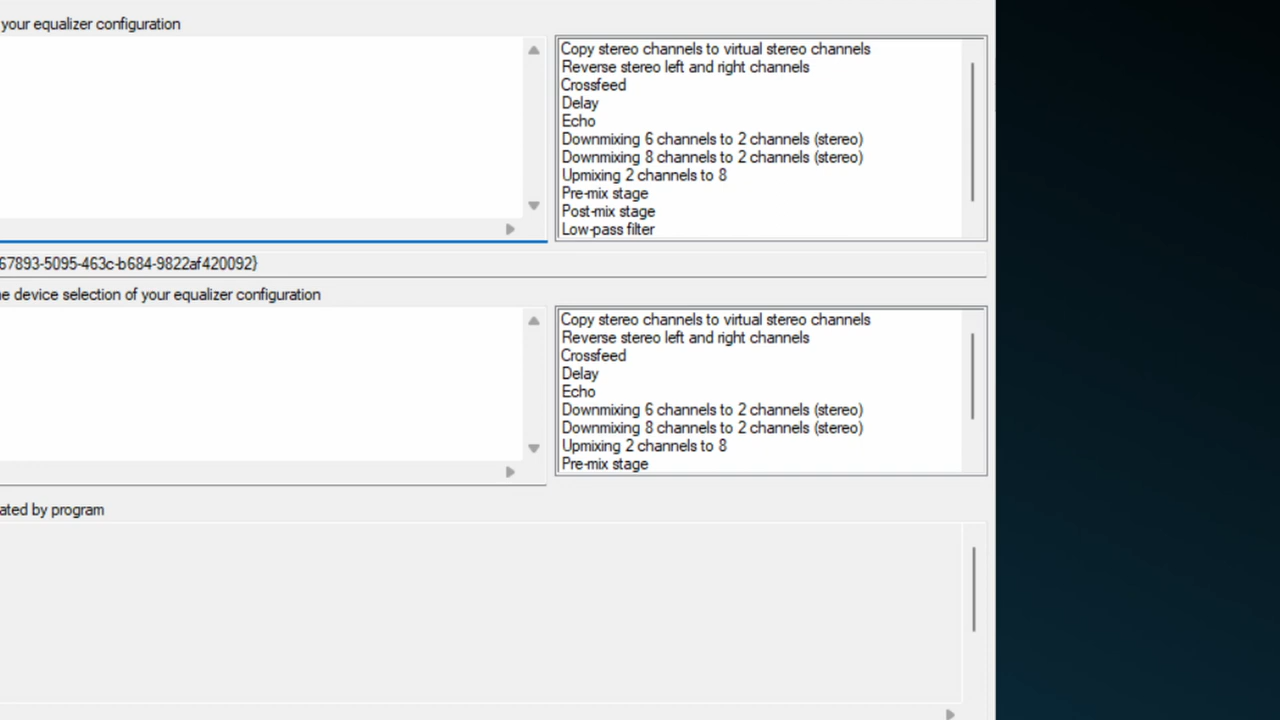 your equalizer configuration
Copy stereo channels to virtual stereo channels
Reverse stereo left and right channels
Crossfeed
Delay
Echo
Downmixing 6 channels to 2 channels (stereo)
Downmixing 8 channels to 2 channels (stereo)
Upmixing 2 channels to 8
Pre-mix stage
Post-mix stage
Low-pass filter
67893-5095-463c-b684-9822af420092}
e device selection of your equalizer configuration
Copy stereo channels to virtual stereo channels
Reverse stereo left and right channels
Crossfeed
Delay
Echo
Downmixing 6 channels to 2 channels (stereo)
Downmixing 8 channels to 2 channels (stereo)
Upmixing 2 channels to 8
Pre-mix stage
ated by program